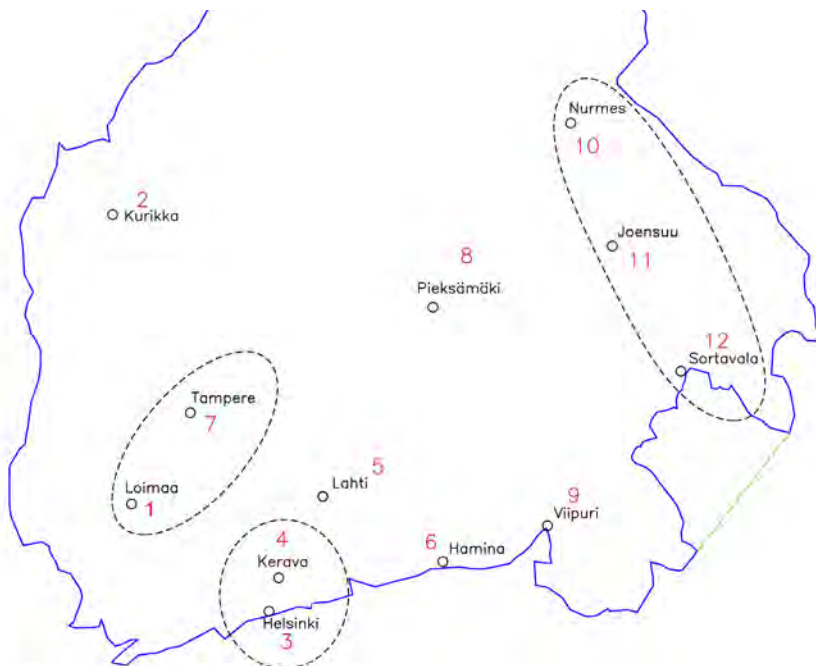 Nurmes
10
2
Kurikka
Joensuu
11
8
Pieksämäki
12
Sortavala
Tampere
7
5
Lahti
Loimaa
1
9
Viipuri
4
Kerava
6
Hamina
Helsinki
3